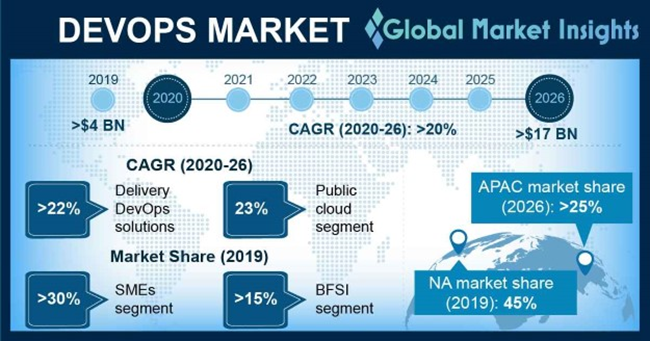 DEVOPS MARKET
Global Market Insights
2019 2020 2021 2022 2023 2024 2025 2026
>$4 BN
CAGR (2020-26): >20%
>$17 BN
CAGR (2020-26)
>22%
Delivery
DevOps
solutions
23%
Public
cloud
segment
Market Share (2019)
>30%
SMEs
segment
>15%
BFSI
segment
APAC market share
(2026): >25%
NA market share
(2019): 45%